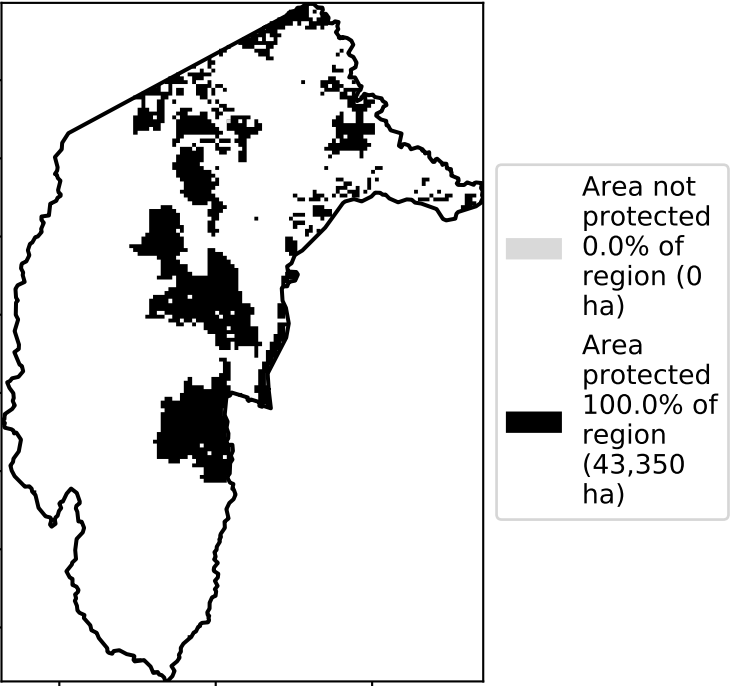 Area not
protected
0.0% of
region (0
ha)
Area
protected
100.0% of
region
(43,350
ha)